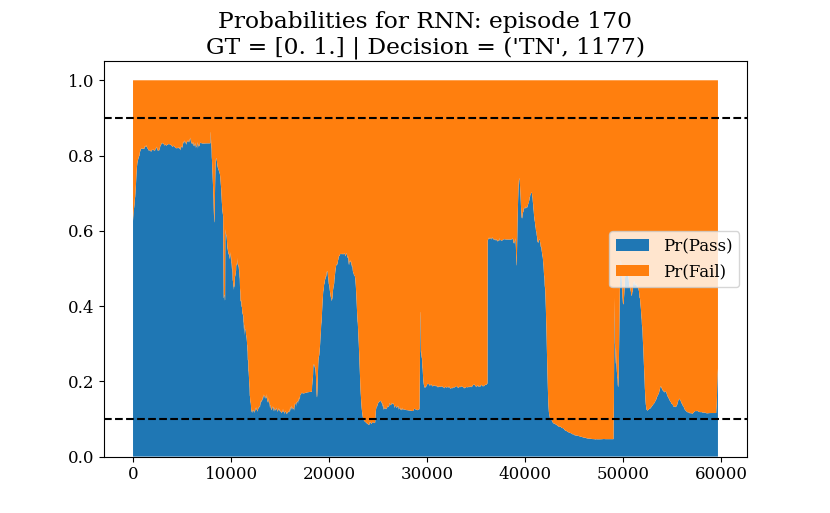 Probabilities for RNN: episode 170
GT = [0. 1.] | Decision = ('TN', 1177)
1.0
0.8
0.6
0.4
0.2
0.0
Pr(Pass)
Pr(Fail)
0 10000 20000 30000 40000 50000 60000